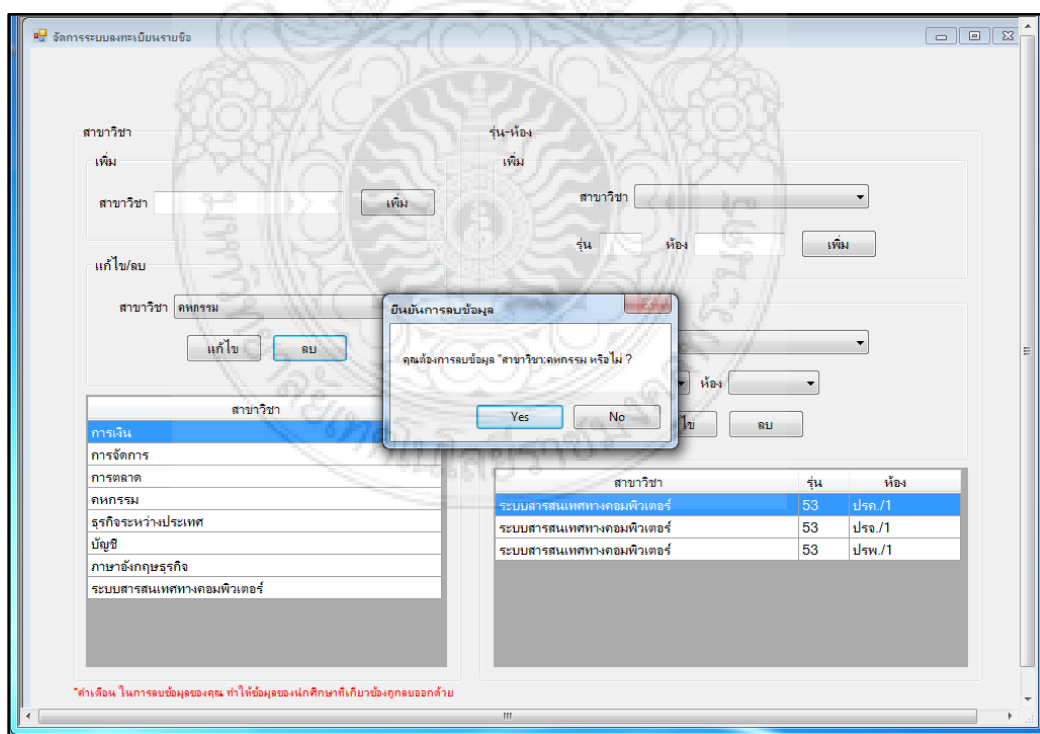 จัดการระบบลงทะเบียนรายชื่อ
สาขาวิชา
เพิ่ม
สาขาวิชา
เพิ่ม
แก้ไข/ลบ
สาขาวิชา คหกรรม
แก้ไข
ลบ
สาขาวิชา
การเงิน
การจัดการ
การตลาด
คหกรรม
ธุรกิจระหว่างประเทศ
บัญชี
ภาษาอังกฤษธุรกิจ
ระบบสารสนเทศทางคอมพิวเตอร์
*คำเตือน ในการลบข้อมูลของคุณ ทำให้ข้อมูลของนักศึกษาที่เกี่ยวข้องถูกลบออกด้วย
รุ่น-ห้อง
เพิ่ม
สาขาวิชา
รุ่น ห้อง เพิ่ม
ห้อง
ไข
ลบ
สาขาวิชา รุ่น ห้อง
ระบบสารสนเทศทางคอมพิวเตอร์ 53 ปรค./1
ระบบสารสนเทศทางคอมพิวเตอร์ 53 ปรจ./1
ระบบสารสนเทศทางคอมพิวเตอร์ 53 ปรพ./1
ยืนยันการลบข้อมูล
คุณต้องการลบข้อมูล "สาขาวิชา:คหกรรม หรือไม่ ?
Yes No